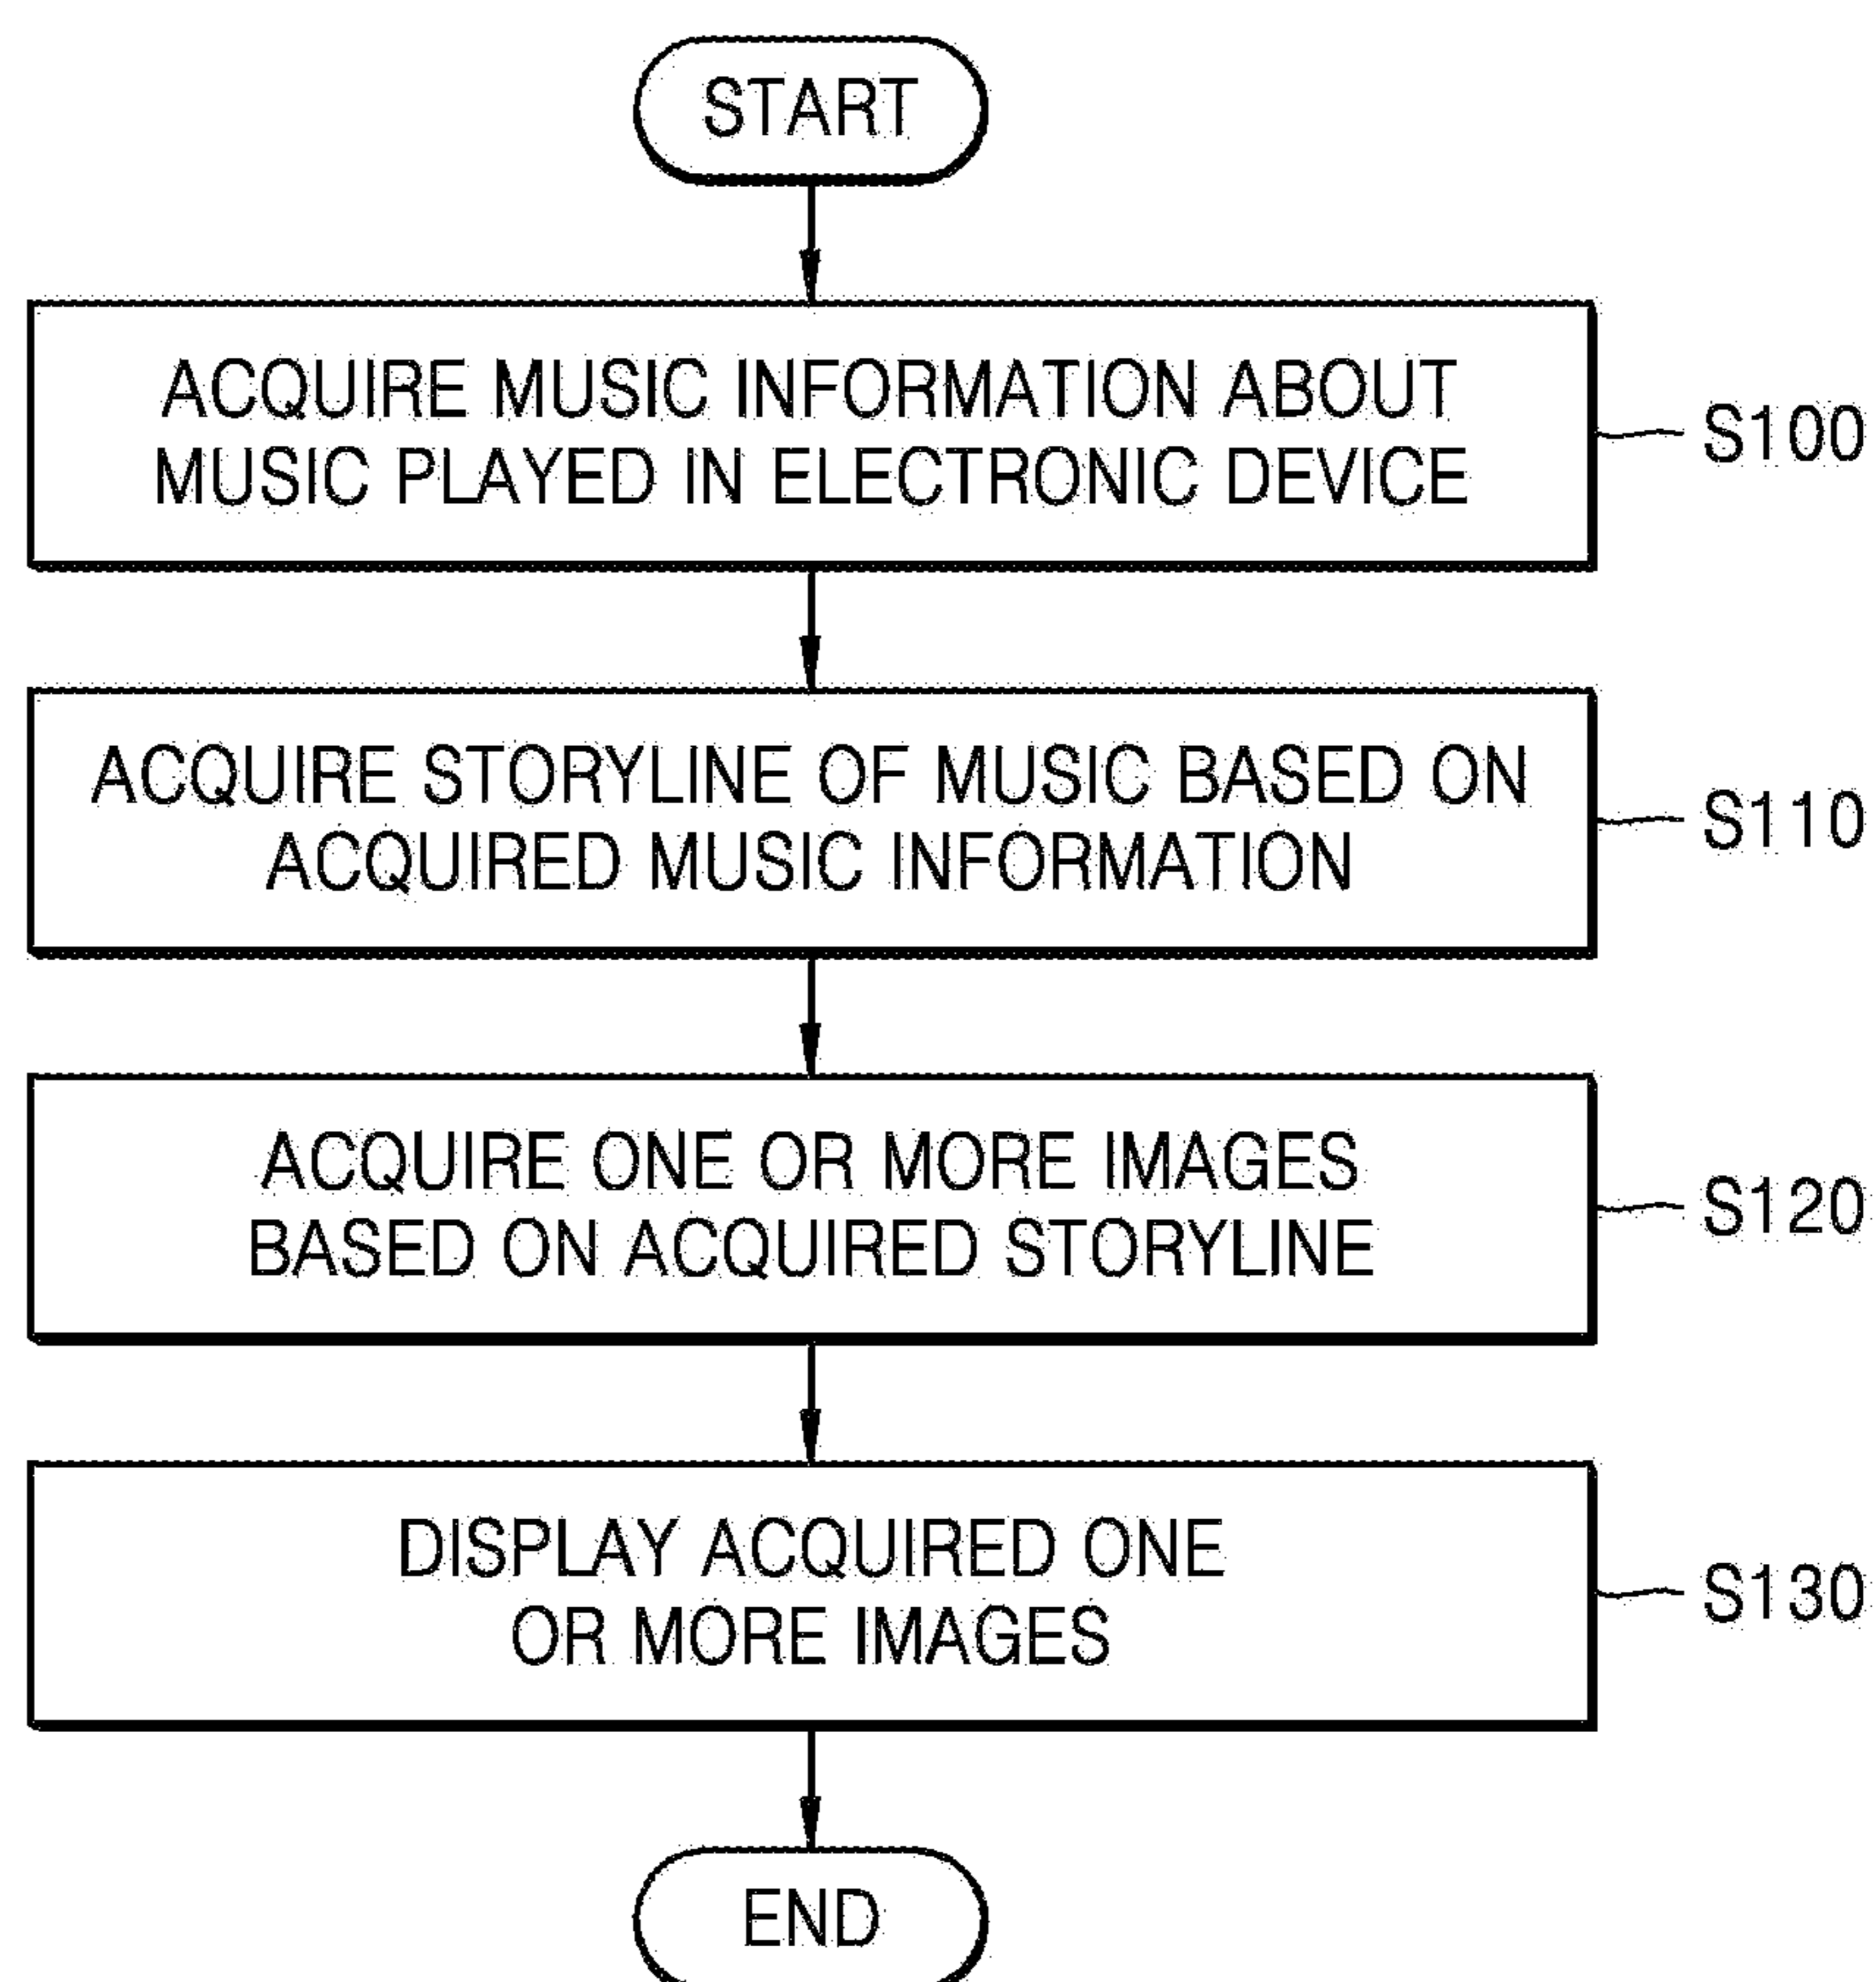 START
ACQUIRE MUSIC INFORMATION ABOUT
MUSIC PLAYED IN ELECTRONIC DEVICE
S100
ACQUIRE STORYLINE OF MUSIC BASED ON
ACQUIRED MUSIC INFORMATION
S110
ACQUIRE ONE OR MORE IMAGES
BASED ON ACQUIRED STORYLINE
S120
DISPLAY ACQUIRED ONE
OR MORE IMAGES
S130
END